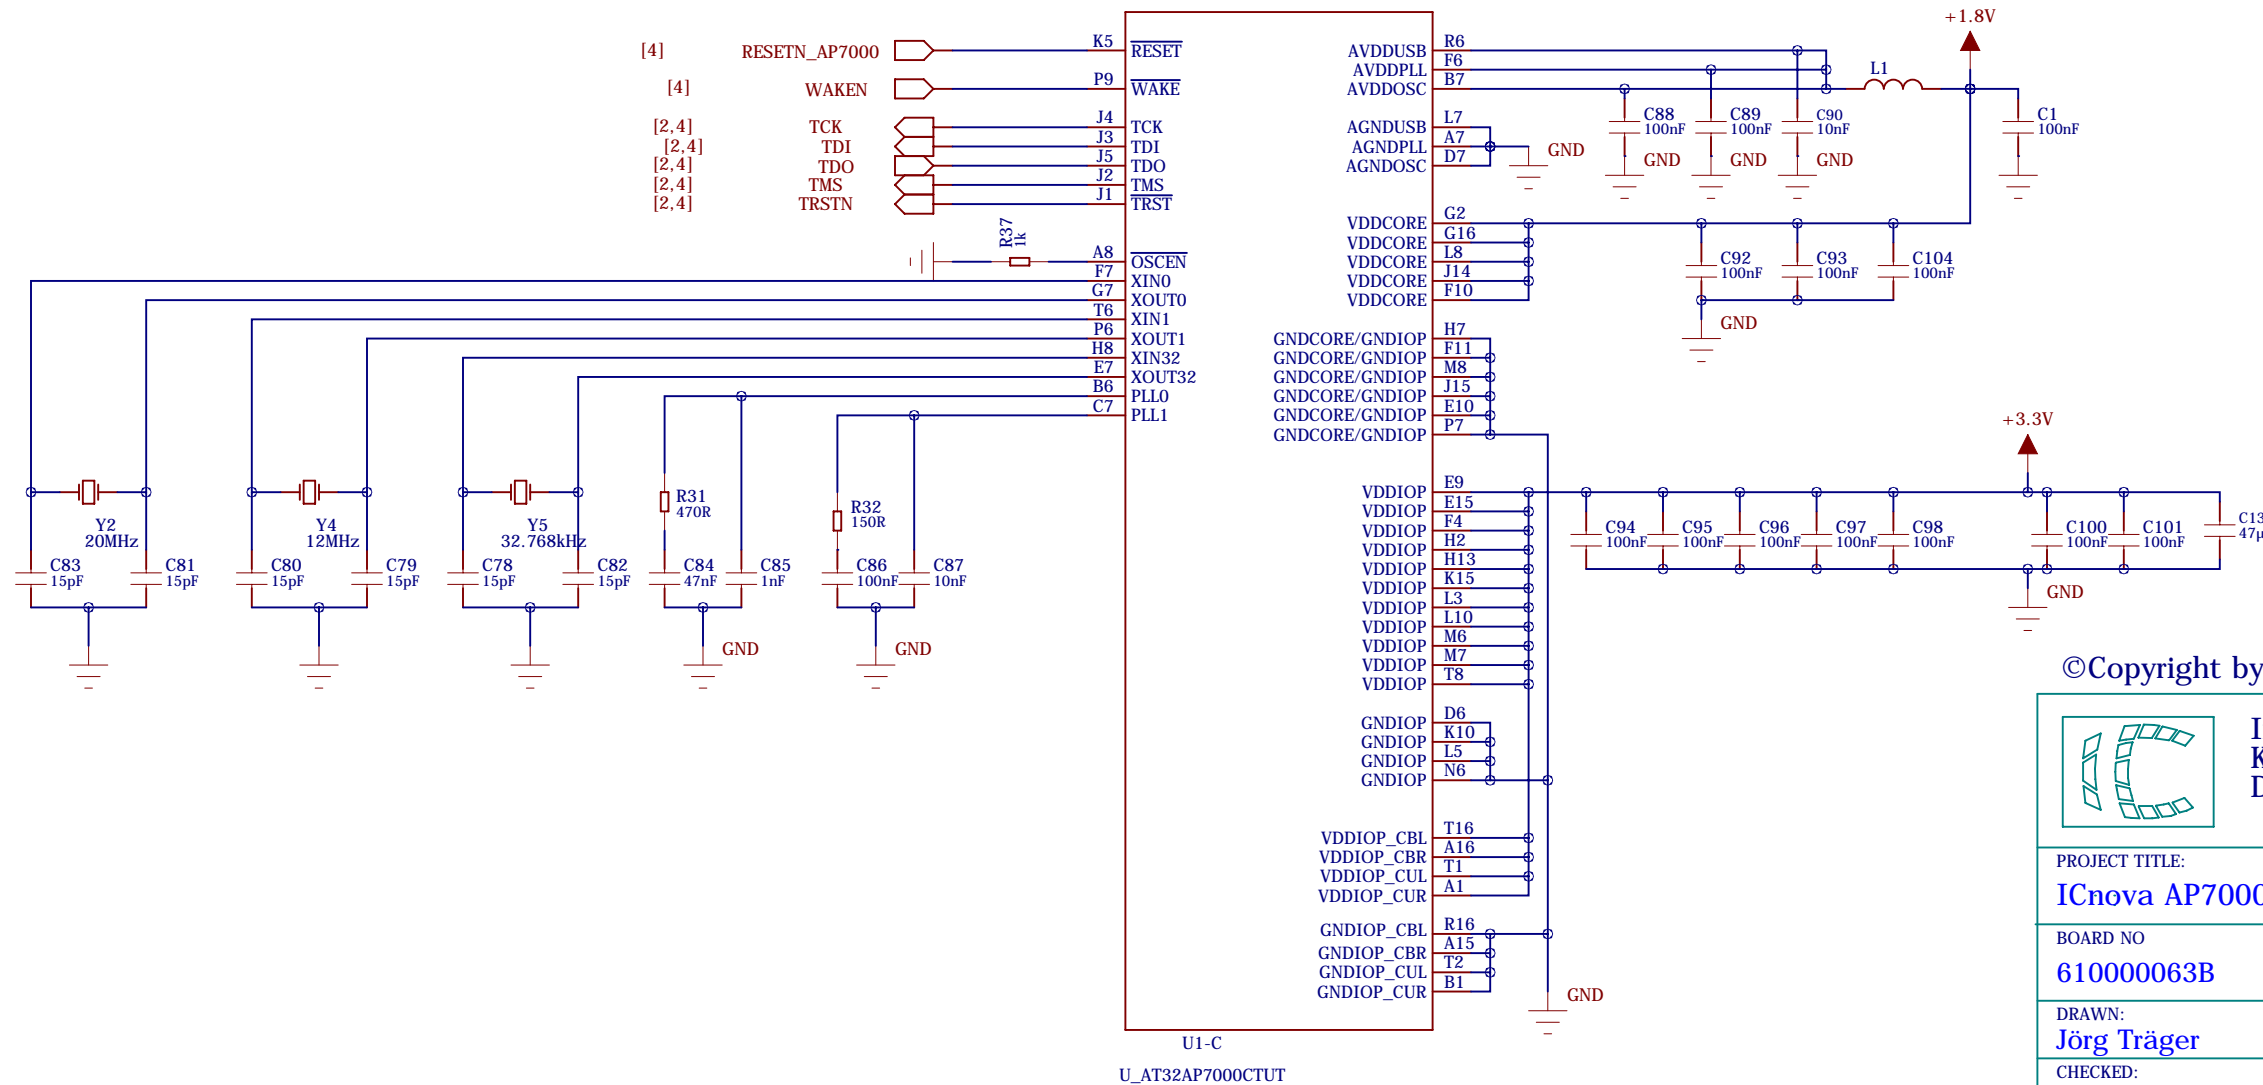 [4] RESETN_AP7000 K5 RESET
[4] WAKEN P9 WAKE
[2,4] TCK J4 TCK
[2,4] TDI J3 TDI
[2,4] TDO J5 TDO
[2,4] TMS J2 TMS
[2,4] TRSTN J1 TRST
R37 1k A8 OSCEN
F7 XIN0
G7 XOUT0
T6 XIN1
P6 XOUT1
H8 XIN32
E7 XOUT32
B6 PLL0
C7 PLL1
Y2
20MHz
Y4
12MHz
Y5
32.768kHz
R31
470R
R32
150R
C83
15pF
C81
15pF
C80
15pF
C79
15pF
C78
15pF
C82
15pF
C84
47nF
C85
1nF
C86
100nF
C87
10nF
GND
GND
AVDDUSB R6
AVDDPLL F6
AVDDOSC B7
AGNDUSB L7
AGNDPLL A7
AGNDOSC D7
GND
VDDCORE G2
VDDCORE G16
VDDCORE L8
VDDCORE J14
VDDCORE F10
GNDCORE/GNDIOP H7
GNDCORE/GNDIOP F11
GNDCORE/GNDIOP M8
GNDCORE/GNDIOP J15
GNDCORE/GNDIOP E10
GNDCORE/GNDIOP P7
VDDIOP E9
VDDIOP E15
VDDIOP F4
VDDIOP H2
VDDIOP H13
VDDIOP K15
VDDIOP L3
VDDIOP L10
VDDIOP M6
VDDIOP M7
VDDIOP T8
GNDIOP D6
GNDIOP K10
GNDIOP L5
GNDIOP N6
VDDIOP_CBL T16
VDDIOP_CBR A16
VDDIOP_CUL T1
VDDIOP_CUR A1
GNDIOP_CBL R16
GNDIOP_CBR A15
GNDIOP_CUL T2
GNDIOP_CUR B1
GND
U1-C
U_AT32AP7000CTUT
+1.8V
L1
C88
100nF
GND
C89
100nF
GND
C90
10nF
GND
C1
100nF
C92
100nF
C93
100nF
C104
100nF
GND
+3.3V
C94
100nF
C95
100nF
C96
100nF
C97
100nF
C98
100nF
C100
100nF
C101
100nF
C13
47µ
GND
©Copyright by
I
K
D
PROJECT TITLE:
ICnova AP7000
BOARD NO
610000063B
DRAWN:
Jörg Träger
CHECKED: